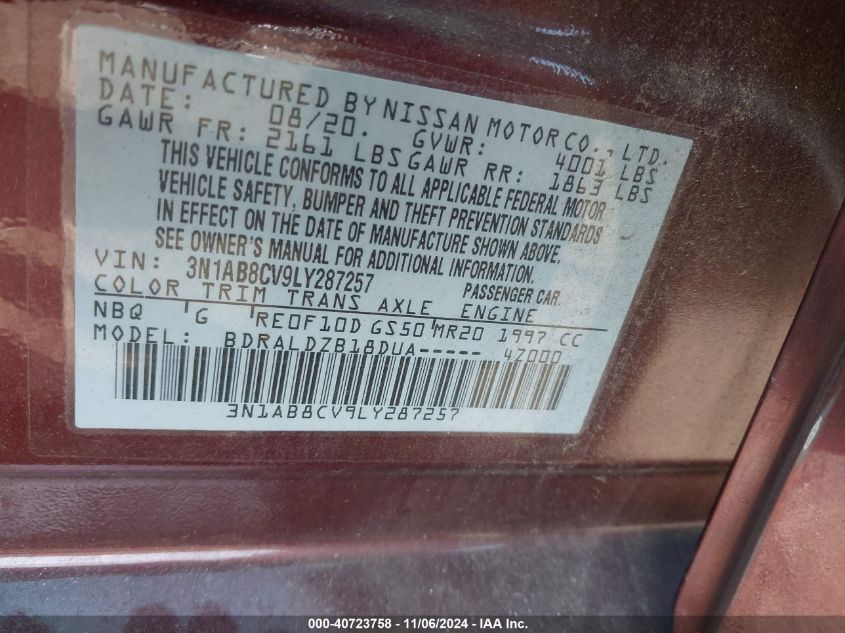 MANUFACTURED BY NISSAN MOTOR CO., LTD.
DATE: 08/20. GVWR: 4001 LBS
GAWR FR: 2161 LBS GAWR RR: 1863 LBS
THIS VEHICLE CONFORMS TO ALL APPLICABLE FEDERAL MOTOR
VEHICLE SAFETY, BUMPER AND THEFT PREVENTION STANDARDS
IN EFFECT ON THE DATE OF MANUFACTURE SHOWN ABOVE.
SEE OWNER'S MANUAL FOR ADDITIONAL INFORMATION.
VIN: 3N1AB8CV9LY287257 PASSENGER CAR.
COLOR TRIM TRANS AXLE ENGINE
NBQ G RE0F10D GS50 MR20 1997 CC
MODEL: BDRALDZB18DUA----- 4Z000
3N1AB8CV9LY287257
000-40723758 - 11/06/2024 - IAA Inc.